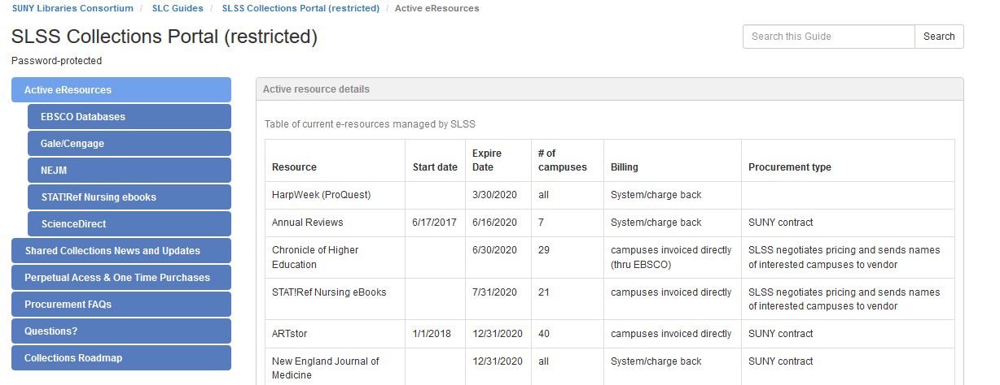 SUNY Libraries Consortium / SLC Guides / SLSS Collections Portal (restricted) / Active eResources
SLSS Collections Portal (restricted)
Search this Guide Search
Password-protected
Active eResources
EBSCO Databases
Gale/Cengage
NEJM
STAT!Ref Nursing ebooks
ScienceDirect
Shared Collections News and Updates
Perpetual Acess & One Time Purchases
Procurement FAQs
Questions?
Collections Roadmap
Active resource details
Table of current e-resources managed by SLSS
Resource Start date Expire Date # of campuses Billing Procurement type
HarpWeek (ProQuest) 3/30/2020 all System/charge back
Annual Reviews 6/17/2017 6/16/2020 7 System/charge back SUNY contract
Chronicle of Higher 6/30/2020 29 campuses invoiced directly SLSS negotiates pricing and sends names
Education (thru EBSCO) of interested campuses to vendor
STAT!Ref Nursing eBooks 7/31/2020 21 campuses invoiced directly SLSS negotiates pricing and sends names
of interested campuses to vendor
ARTstor 1/1/2018 12/31/2020 40 campuses invoiced directly SUNY contract
New England Journal of 12/31/2020 all System/charge back SUNY contract
Medicine